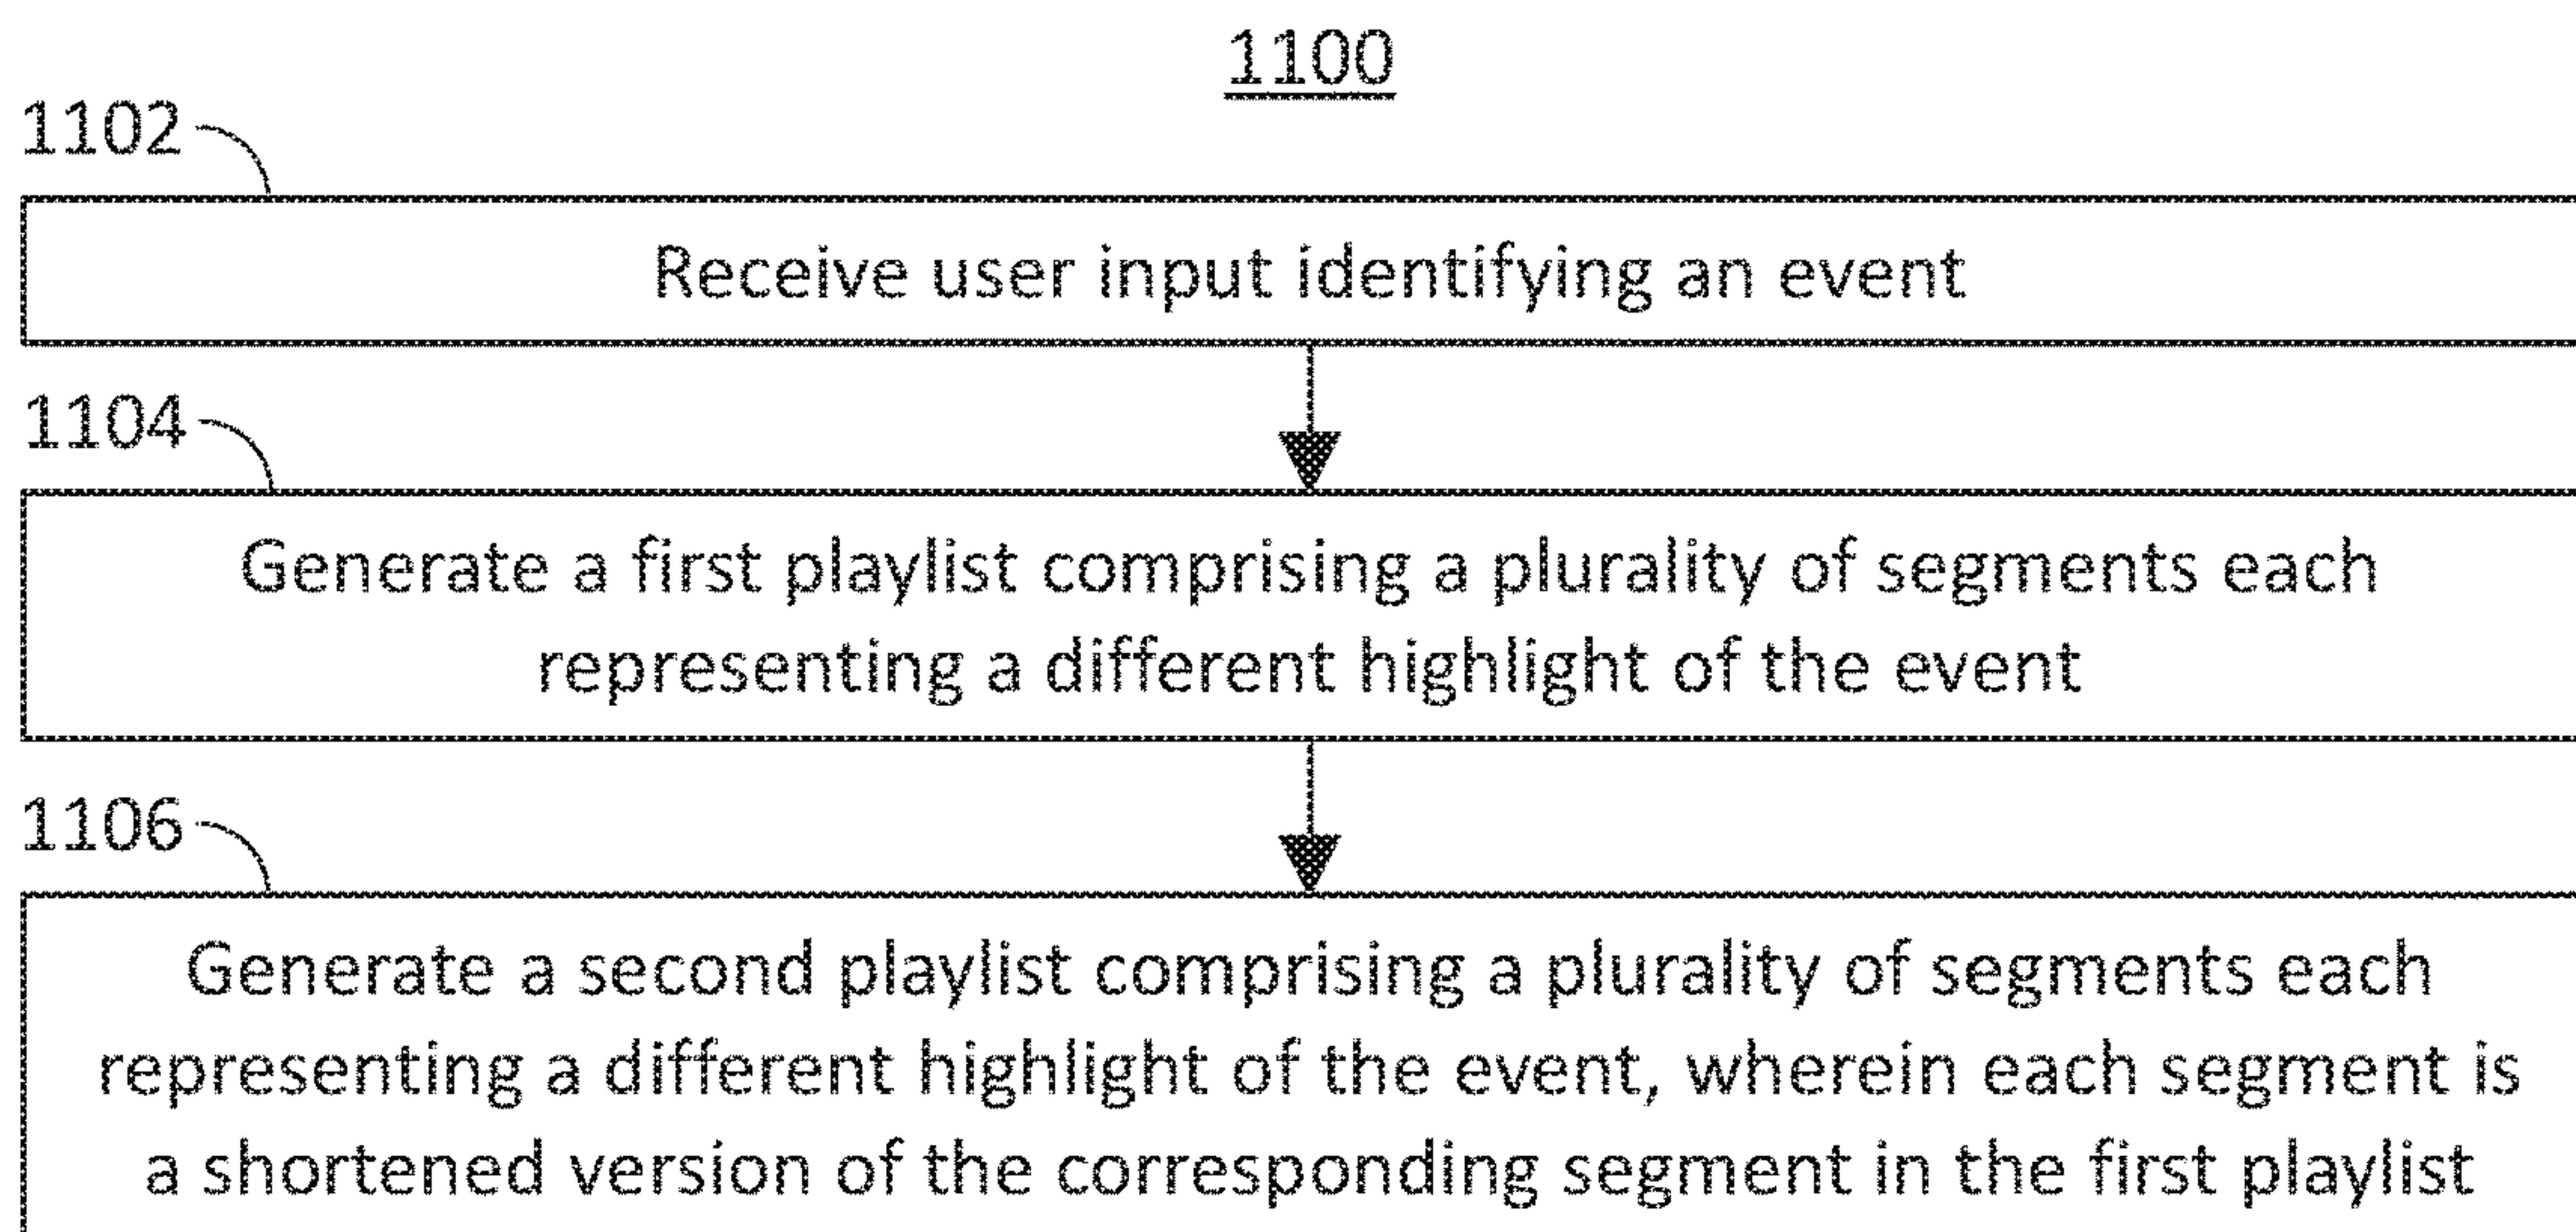 1100
1102
Receive user input identifying an event
1104
Generate a first playlist comprising a plurality of segments each
representing a different highlight of the event
1106
Generate a second playlist comprising a plurality of segments each
representing a different highlight of the event, wherein each segment is
a shortened version of the corresponding segment in the first playlist